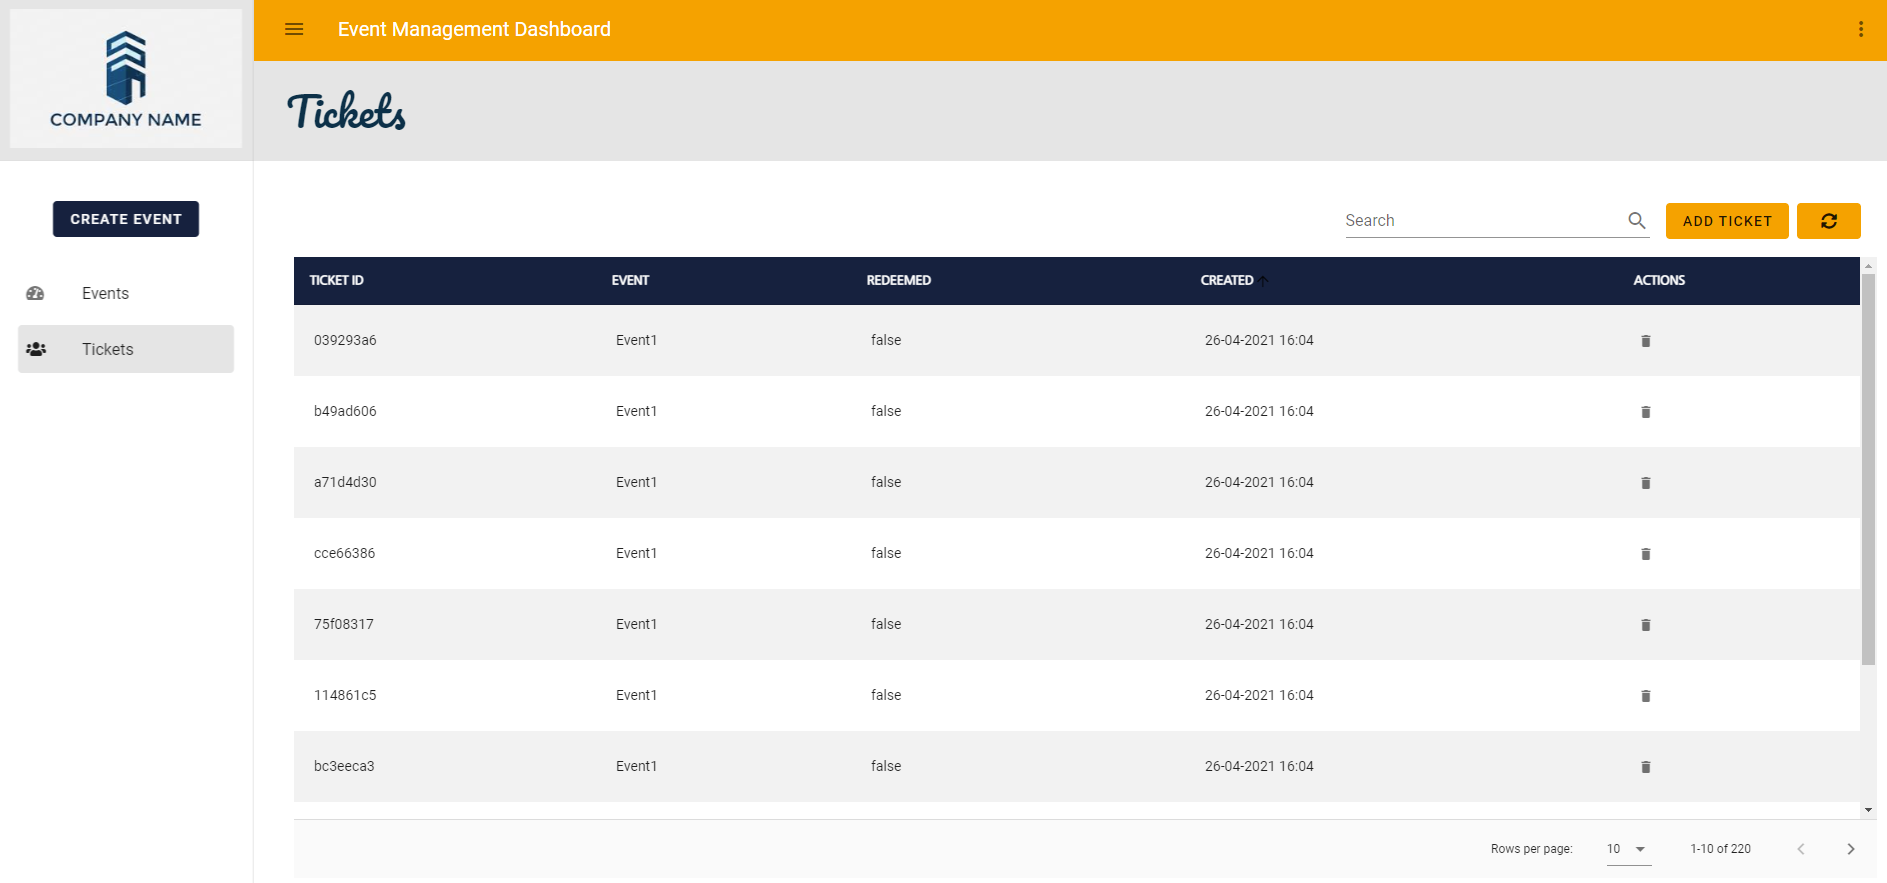 COMPANY NAME
Event Management Dashboard
Tickets
CREATE EVENT
Events
Tickets
Search
ADD TICKET
TICKET ID EVENT REDEEMED CREATED ACTIONS
039293a6 Event1 false 26-04-2021 16:04
b49ad606 Event1 false 26-04-2021 16:04
a71d4d30 Event1 false 26-04-2021 16:04
cce66386 Event1 false 26-04-2021 16:04
75f08317 Event1 false 26-04-2021 16:04
114861c5 Event1 false 26-04-2021 16:04
bc3eeca3 Event1 false 26-04-2021 16:04
Rows per page: 10 1-10 of 220